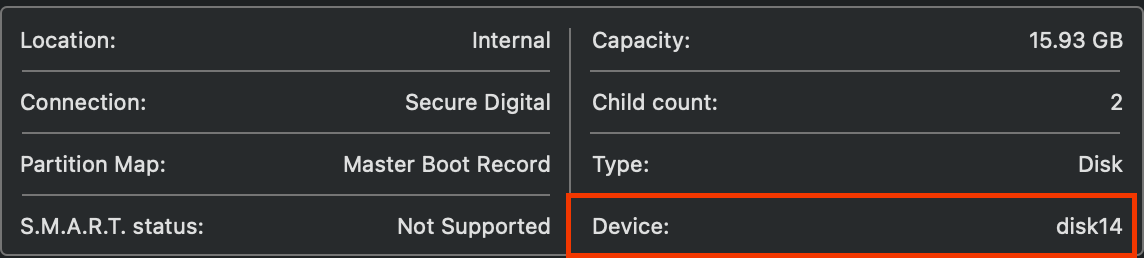 Location: Internal
Capacity: 15.93 GB
Connection: Secure Digital
Child count: 2
Partition Map: Master Boot Record
Type: Disk
S.M.A.R.T. status: Not Supported
Device: disk14